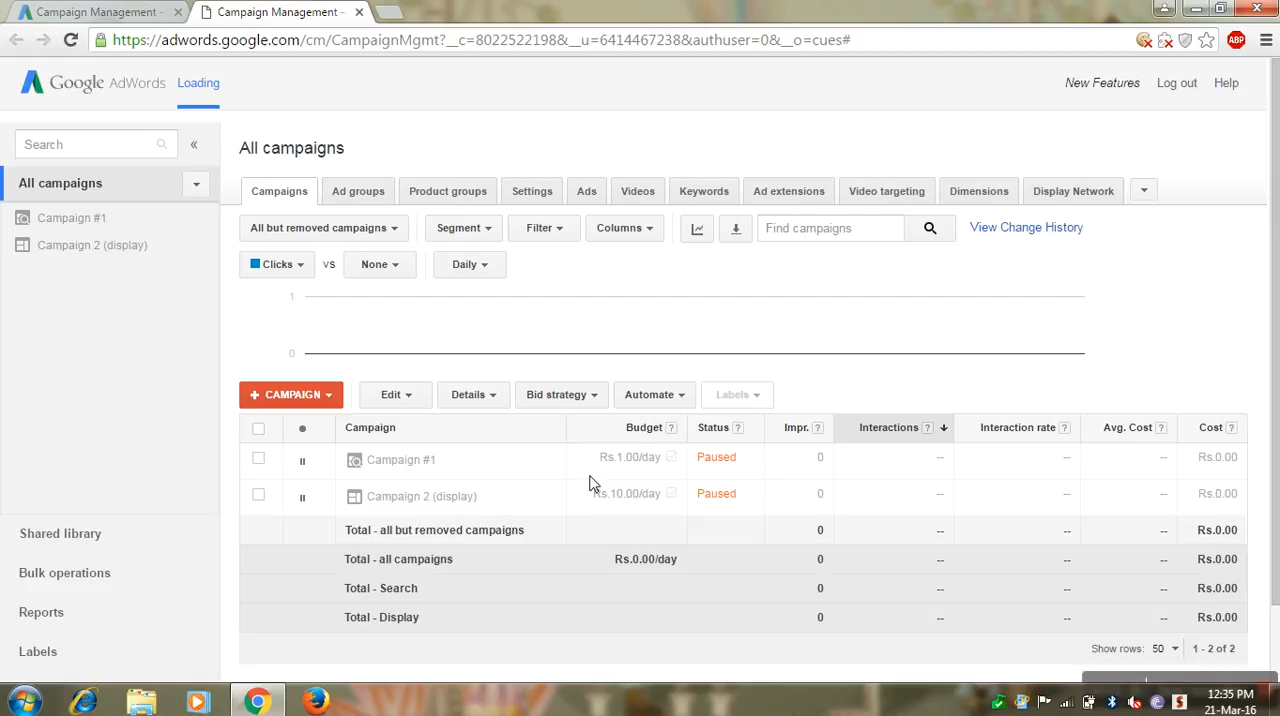 Campaign Management –
Campaign Management –
https://adwords.google.com/cm/CampaignMgmt?__c=8022522198&__u=6414467238&authuser=0&__o=cues#
ABP
Google AdWords Loading New Features Log out Help
Search «
All campaigns
Campaign #1
Campaign 2 (display)
Shared library
Bulk operations
Reports
Labels
All campaigns
Campaigns Ad groups Product groups Settings Ads Videos Keywords Ad extensions Video targeting Dimensions Display Network
All but removed campaigns Segment Filter Columns Find campaigns View Change History
Clicks vs None Daily
1
0
+ CAMPAIGN Edit Details Bid strategy Automate Labels
Campaign Budget ? Status ? Impr. ? Interactions ? Interaction rate ? Avg. Cost ? Cost ?
Campaign #1 Rs.1.00/day Paused 0 -- -- -- Rs.0.00
Campaign 2 (display) Rs.10.00/day Paused 0 -- -- -- Rs.0.00
Total - all but removed campaigns 0 -- -- -- Rs.0.00
Total - all campaigns Rs.0.00/day 0 -- -- -- Rs.0.00
Total - Search 0 -- -- -- Rs.0.00
Total - Display 0 -- -- -- Rs.0.00
Show rows: 50 1 - 2 of 2
12:35 PM
21-Mar-16